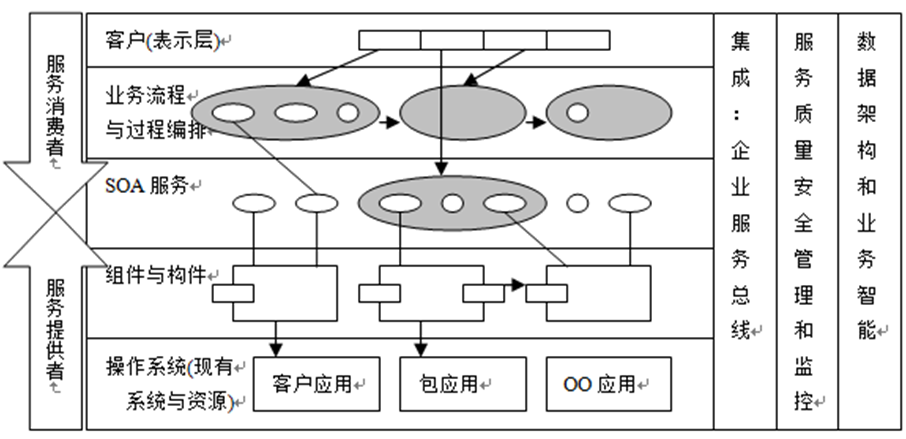 服务消费者
服务提供者
客户(表示层)
业务流程
与过程编排
SOA 服务
组件与构件
操作系统(现有
系统与资源)
客户应用
包应用
OO 应用
集成:企业服务总线
服务质量安全管理和监控
数据架构和业务智能